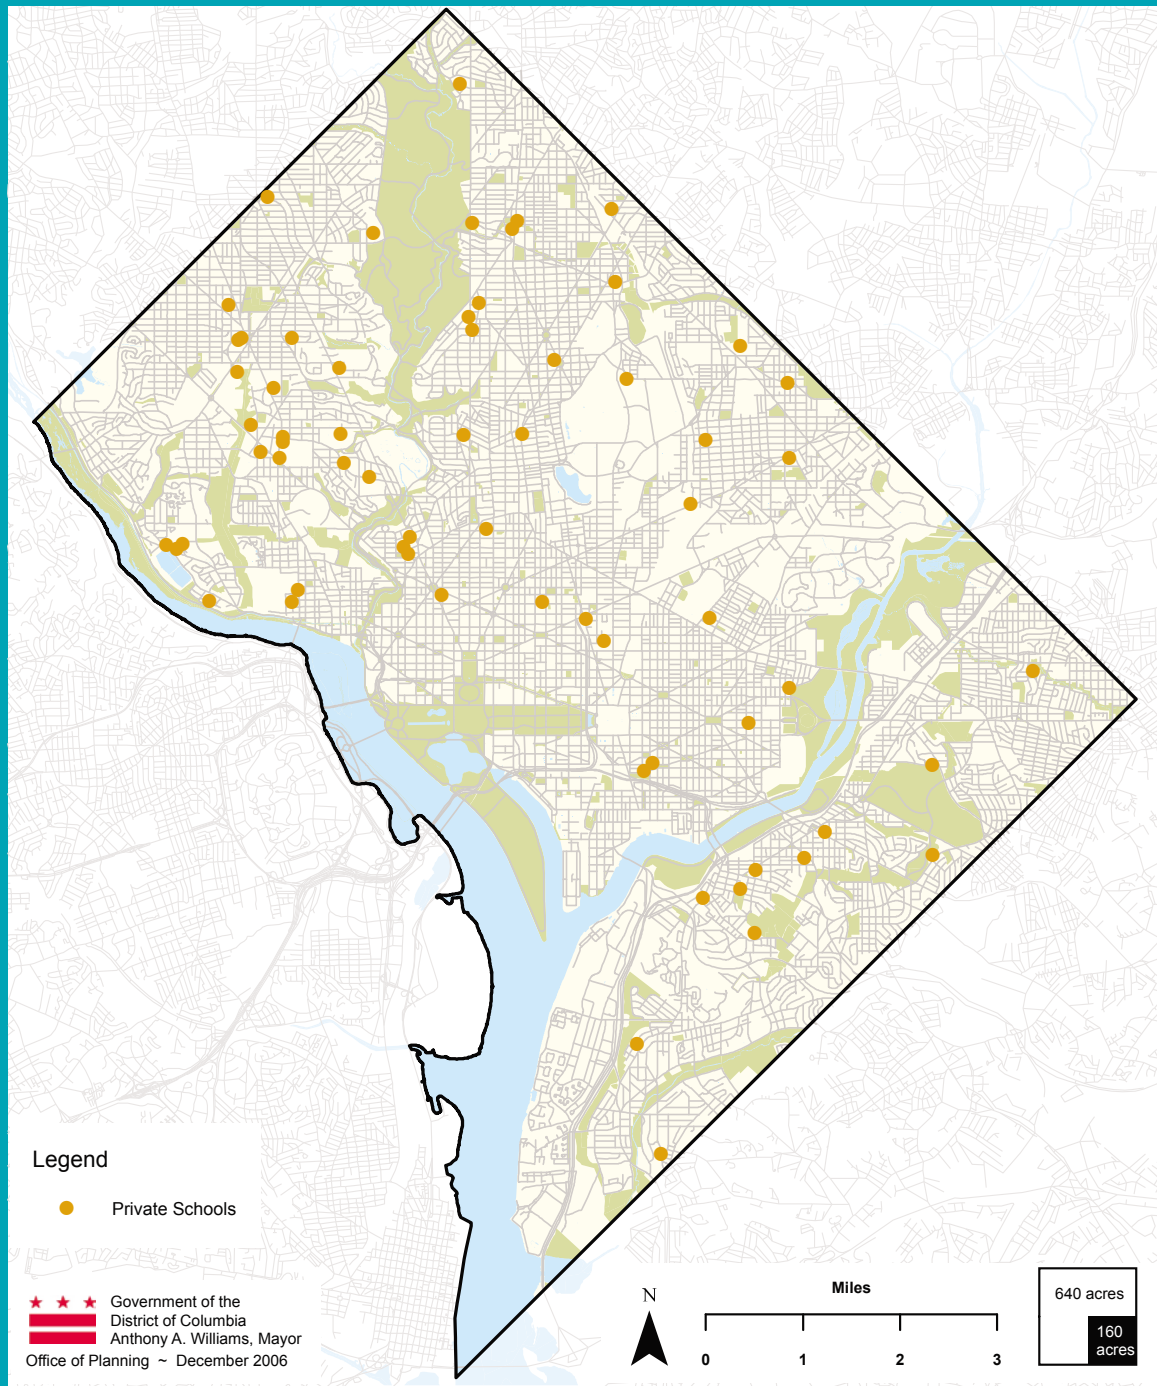 Legend
Private Schools
Government of the
District of Columbia
Anthony A. Williams, Mayor
Office of Planning ~ December 2006
N
Miles
0 1 2 3
640 acres
160
acres